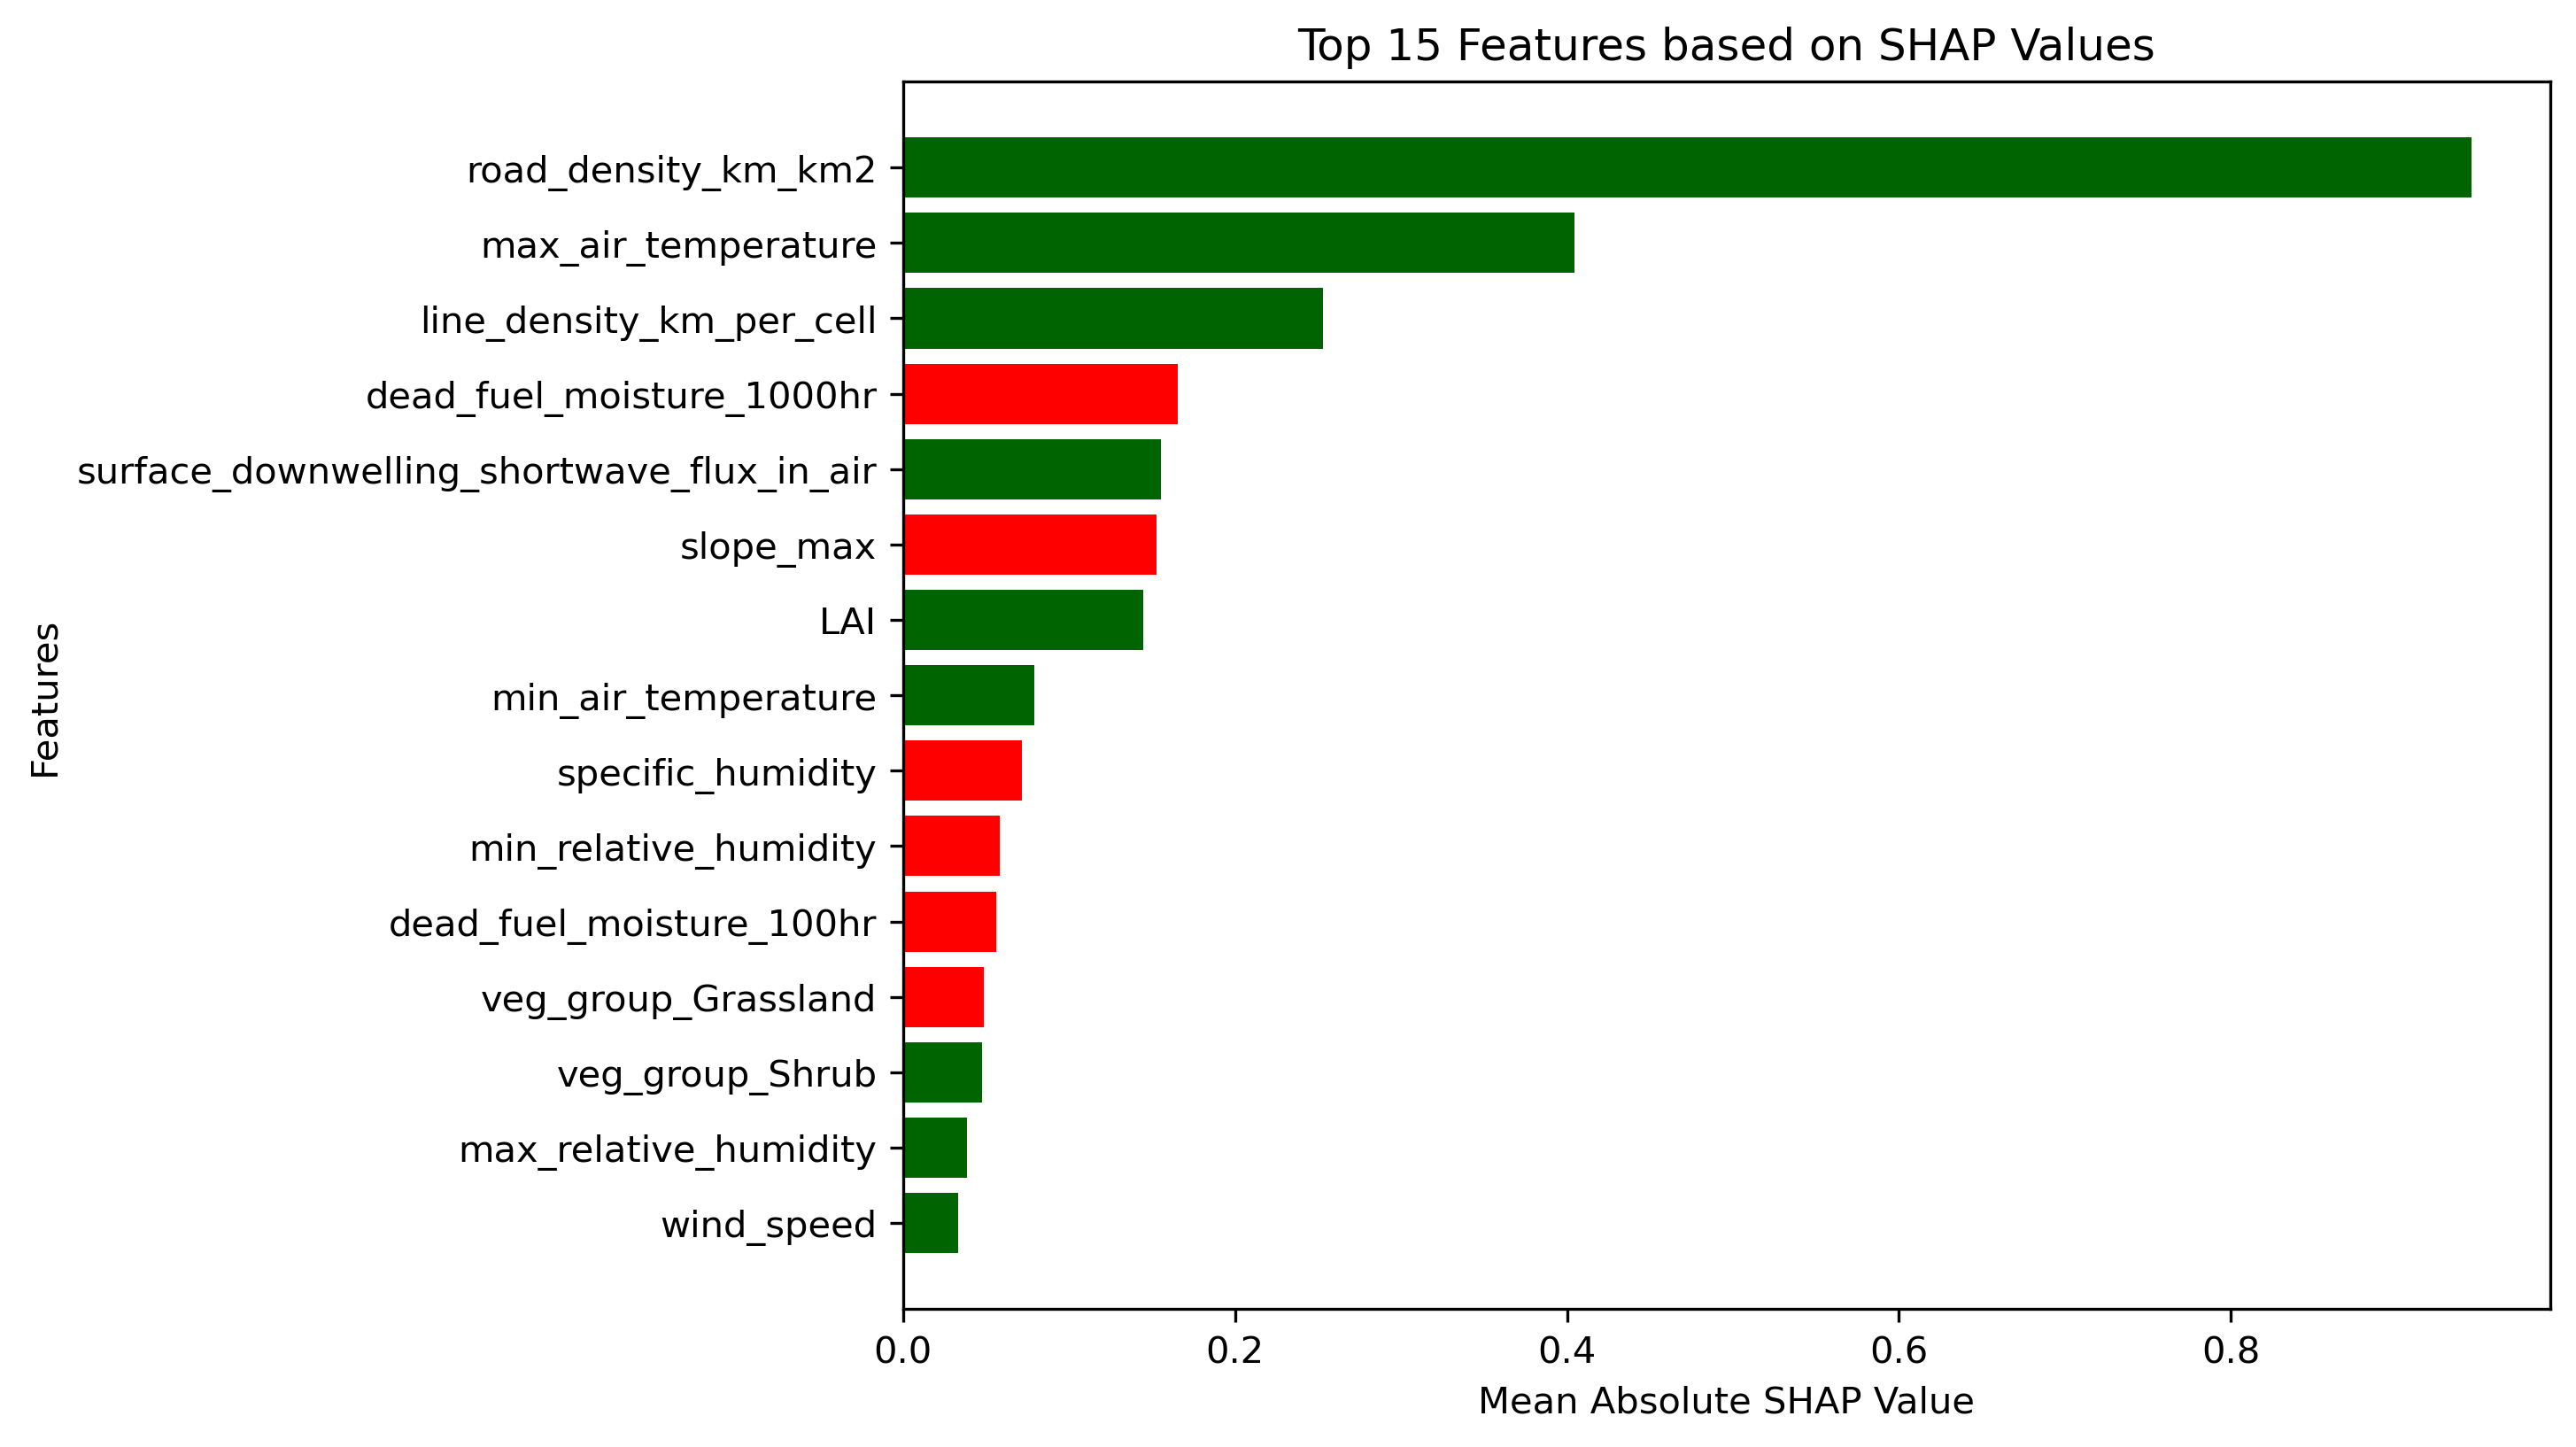 Top 15 Features based on SHAP Values
road_density_km_km2
max_air_temperature
line_density_km_per_cell
dead_fuel_moisture_1000hr
surface_downwelling_shortwave_flux_in_air
slope_max
LAI
min_air_temperature
specific_humidity
min_relative_humidity
dead_fuel_moisture_100hr
veg_group_Grassland
veg_group_Shrub
max_relative_humidity
wind_speed
Features
0.0 0.2 0.4 0.6 0.8
Mean Absolute SHAP Value